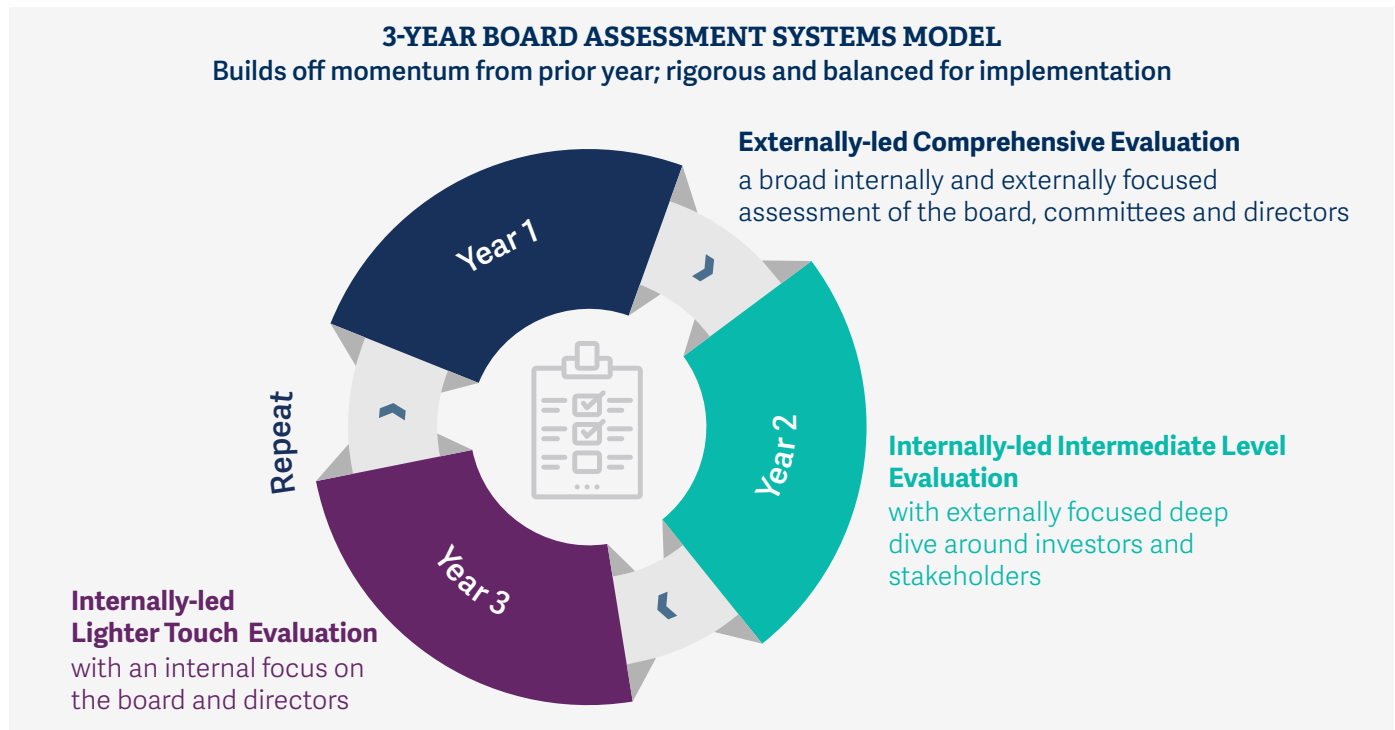 3-YEAR BOARD ASSESSMENT SYSTEMS MODEL
Builds off momentum from prior year; rigorous and balanced for implementation
Externally-led Comprehensive Evaluation
a broad internally and externally focused
assessment of the board, committees and directors
Year 1
Year 2
Internally-led Intermediate Level
Evaluation
with externally focused deep
dive around investors and
stakeholders
Year 3
Internally-led
Lighter Touch Evaluation
with an internal focus on
the board and directors
Repeat